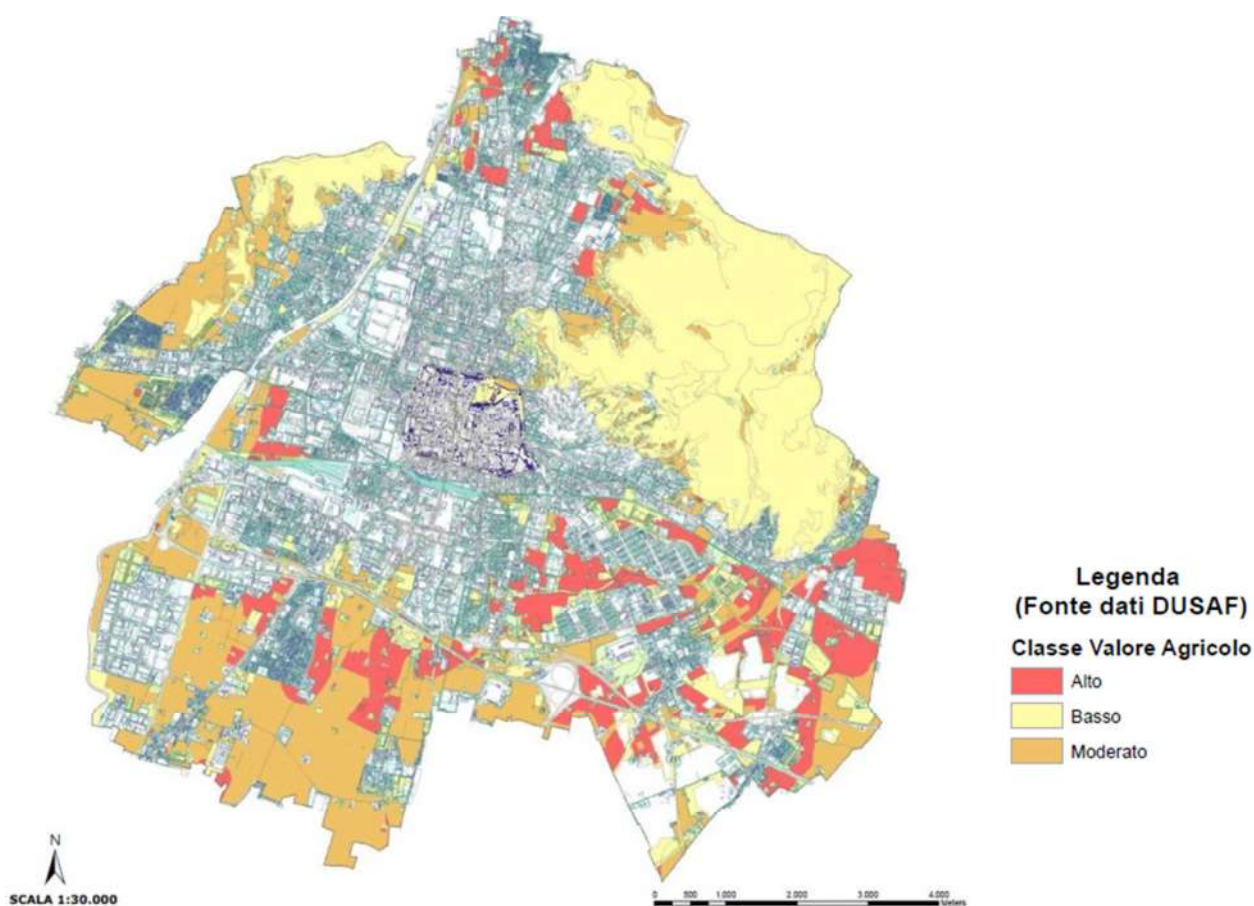 Legenda
(Fonte dati DUSAF)
Classe Valore Agricolo
Alto
Basso
Moderato
N
SCALA 1:30.000
0 500 1.000 2.000 3.000 4.000
Meters